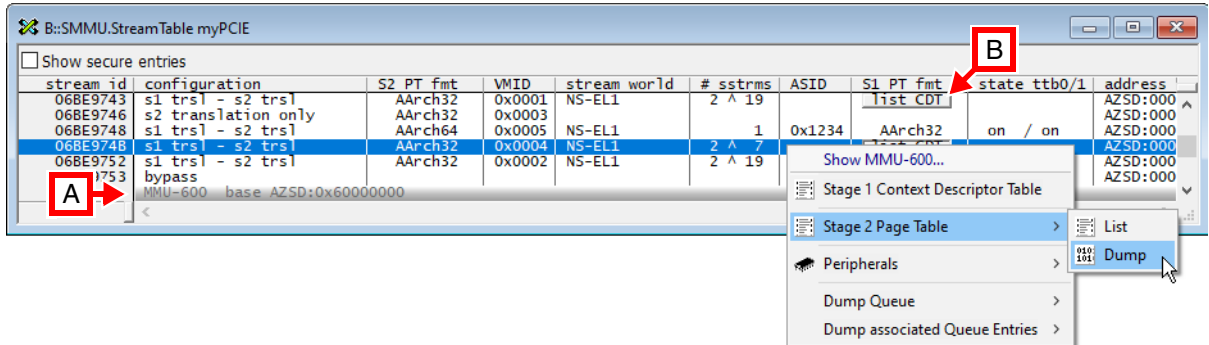 B::SMMU.StreamTable myPCIE
B
Show secure entries
stream id configuration S2 PT fmt VMID stream world # sstrms ASID S1 PT fmt state ttb0/1 address
06BE9743 s1 trsl - s2 trsl AArch32 0x0001 NS-EL1 2 ^ 19 list CDT AZSD:000
06BE9746 s2 translation only AArch32 0x0003 AZSD:000
06BE9748 s1 trsl - s2 trsl AArch64 0x0005 NS-EL1 1 0x1234 AArch32 on / on AZSD:000
06BE974B s1 trsl - s2 trsl AArch32 0x0004 NS-EL1 2 ^ 7 list CDT AZSD:000
06BE9752 s1 trsl - s2 trsl AArch32 0x0002 NS-EL1 2 ^ 19 AZSD:000
9753 bypass AZSD:000
A MMU-600 base AZSD:0x60000000
Show MMU-600...
Stage 1 Context Descriptor Table
Stage 2 Page Table List
Dump
Peripherals
Dump Queue
Dump associated Queue Entries